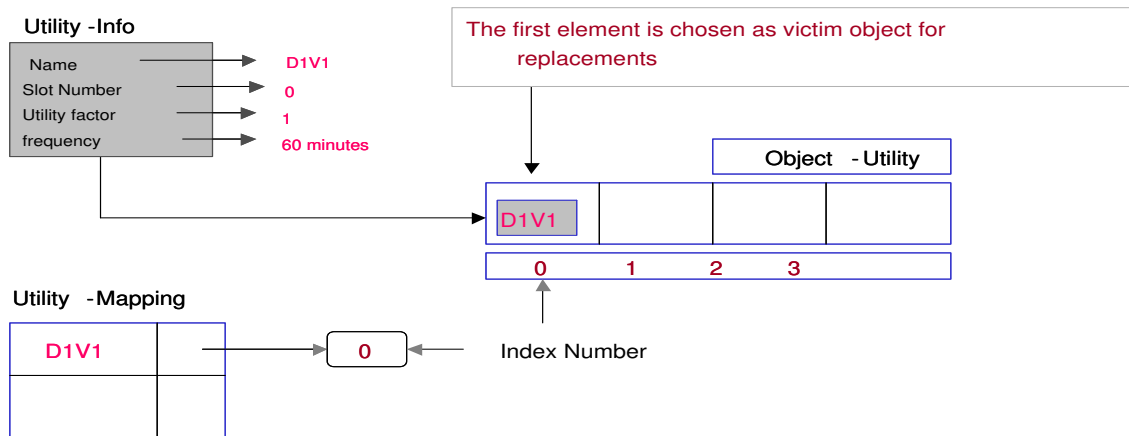 Utility -Info
The first element is chosen as victim object for
replacements
Name
D1V1
Slot Number
0
Utility factor
1
frequency
60 minutes
Object -Utility
D1V1
0 1 2 3
Utility -Mapping
D1V1
0
Index Number